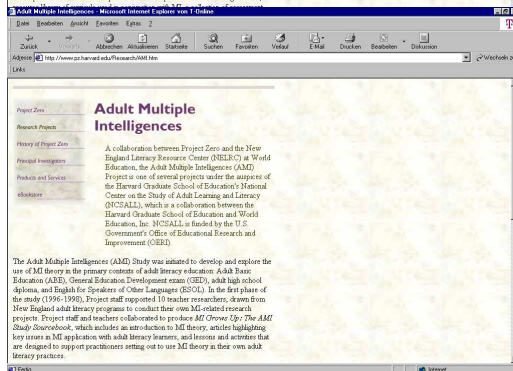 Adult Multiple Intelligences - Microsoft Internet Explorer von T-Online
Datei Bearbeiten Ansicht Favoriten Extras ?
Zurück Vorwärts Abbrechen Aktualisieren Startseite Suchen Favoriten Verlauf E-Mail Drucken Bearbeiten Diskussion
Adresse http://www.pz.harvard.edu/Research/AMI.htm Wechseln z
Links
Project Zero
Research Projects
History of Project Zero
Principal Investigators
Products and Services
eBookstore
Adult Multiple
Intelligences
A collaboration between Project Zero and the New
England Literacy Resource Center (NELRC) at World
Education, the Adult Multiple Intelligences (AMI)
Project is one of several projects under the auspices of
the Harvard Graduate School of Education's National
Center on the Study of Adult Learning and Literacy
(NCSALL), which is a collaboration between the
Harvard Graduate School of Education and World
Education, Inc. NCSALL is funded by the U.S.
Government's Office of Educational Research and
Improvement (OERI).
The Adult Multiple Intelligences (AMI) Study was initiated to develop and explore the
use of MI theory in the primary contexts of adult literacy education: Adult Basic
Education (ABE), General Education Development exam (GED), adult high school
diploma, and English for Speakers of Other Languages (ESOL). In the first phase of
the study (1996-1998), Project staff supported 10 teacher researchers, drawn from
New England adult literacy programs to conduct their own MI-related research
projects. Project staff and teachers collaborated to produce MI Grows Up: The AMI
Study Sourcebook, which includes an introduction to MI theory, articles highlighting
key issues in MI application with adult literacy learners, and lessons and activities that
are designed to support practitioners setting out to use MI theory in their own adult
literacy practices.
Fertig Internet